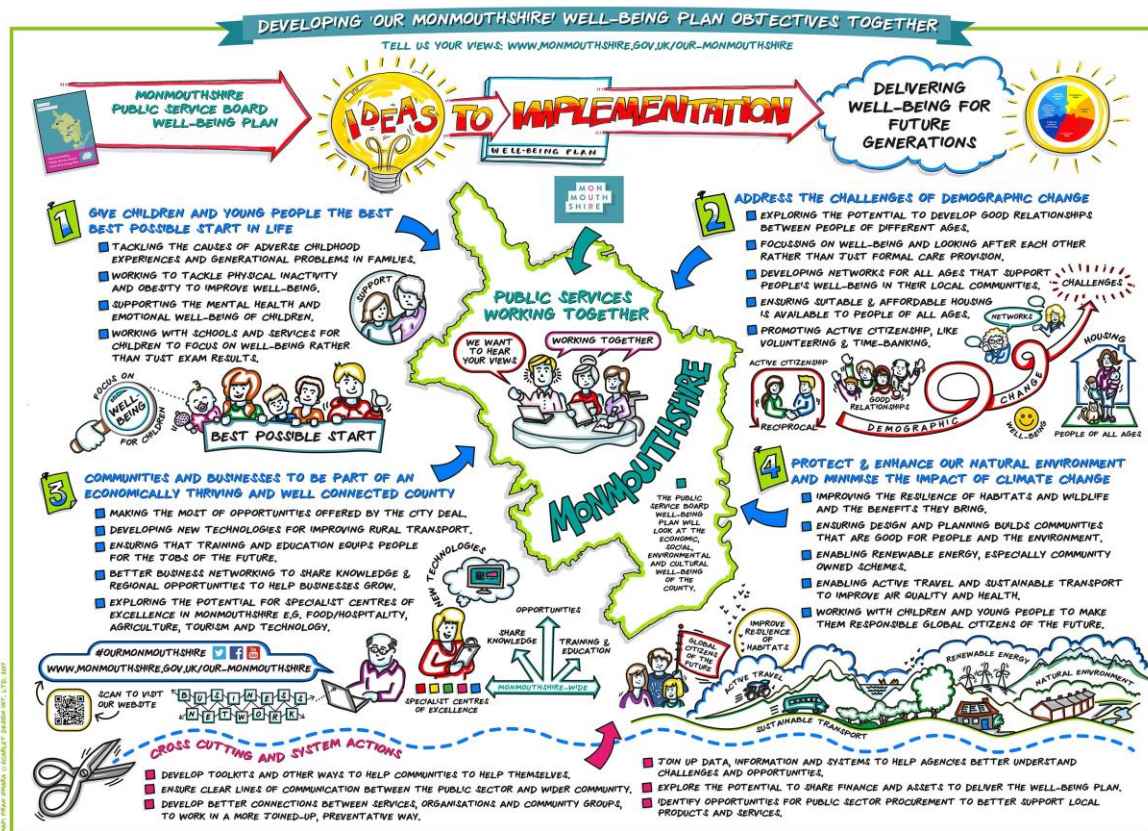 DEVELOPING 'OUR MONMOUTHSHIRE' WELL-BEING PLAN OBJECTIVES TOGETHER
TELL US YOUR VIEWS: WWW.MONMOUTHSHIRE.GOV.UK/OUR-MONMOUTHSHIRE
MONMOUTHSHIRE
PUBLIC SERVICE BOARD
WELL-BEING PLAN
IDEAS TO IMPLEMENTATION
WELL-BEING PLAN
DELIVERING
WELL-BEING FOR
FUTURE
GENERATIONS
MON
MOUTH
SHIRE
1
GIVE CHILDREN AND YOUNG PEOPLE THE BEST
BEST POSSIBLE START IN LIFE
TACKLING THE CAUSES OF ADVERSE CHILDHOOD
EXPERIENCES AND GENERATIONAL PROBLEMS IN FAMILIES.
WORKING TO TACKLE PHYSICAL INACTIVITY
AND OBESITY TO IMPROVE WELL-BEING.
SUPPORTING THE MENTAL HEALTH AND
EMOTIONAL WELL-BEING OF CHILDREN.
WORKING WITH SCHOOLS AND SERVICES FOR
CHILDREN TO FOCUS ON WELL-BEING RATHER
THAN JUST EXAM RESULTS.
SUPPORT
FOCUS ON
WELL-
BEING
FOR CHILDREN
BEST POSSIBLE START
PUBLIC SERVICES
WORKING TOGETHER
WE WANT
TO HEAR
YOUR VIEWS
WORKING TOGETHER
MONMOUTHSHIRE
THE PUBLIC
SERVICE BOARD
WELL-BEING
PLAN WILL
LOOK AT THE
ECONOMIC,
SOCIAL,
ENVIRONMENTAL
AND CULTURAL
WELL-BEING
OF THE
COUNTY.
2
ADDRESS THE CHALLENGES OF DEMOGRAPHIC CHANGE
EXPLORING THE POTENTIAL TO DEVELOP GOOD RELATIONSHIPS
BETWEEN PEOPLE OF DIFFERENT AGES.
FOCUSSING ON WELL-BEING AND LOOKING AFTER EACH OTHER
RATHER THAN JUST FORMAL CARE PROVISION.
DEVELOPING NETWORKS FOR ALL AGES THAT SUPPORT
PEOPLE'S WELL-BEING IN THEIR LOCAL COMMUNITIES.
ENSURING SUITABLE & AFFORDABLE HOUSING
IS AVAILABLE TO PEOPLE OF ALL AGES.
PROMOTING ACTIVE CITIZENSHIP, LIKE
VOLUNTEERING & TIME-BANKING.
CHALLENGES
NETWORKS
HOUSING
ACTIVE CITIZENSHIP
RECIPROCAL
GOOD
RELATIONSHIPS
DEMOGRAPHIC
CHANGE
WELL-BEING
PEOPLE OF ALL AGES
3
COMMUNITIES AND BUSINESSES TO BE PART OF AN
ECONOMICALLY THRIVING AND WELL CONNECTED COUNTY
MAKING THE MOST OF OPPORTUNITIES OFFERED BY THE CITY DEAL.
DEVELOPING NEW TECHNOLOGIES FOR IMPROVING RURAL TRANSPORT.
ENSURING THAT TRAINING AND EDUCATION EQUIPS PEOPLE
FOR THE JOBS OF THE FUTURE.
BETTER BUSINESS NETWORKING TO SHARE KNOWLEDGE &
REGIONAL OPPORTUNITIES TO HELP BUSINESSES GROW.
EXPLORING THE POTENTIAL FOR SPECIALIST CENTRES OF
EXCELLENCE IN MONMOUTHSHIRE E.G. FOOD/HOSPITALITY,
AGRICULTURE, TOURISM AND TECHNOLOGY.
#OURMONMOUTHSHIRE
WWW.MONMOUTHSHIRE.GOV.UK/OUR-MONMOUTHSHIRE
SCAN TO VISIT
OUR WEBSITE
BUSINESS
NETWORK
NEW TECHNOLOGIES
SPECIALIST CENTRES
OF EXCELLENCE
OPPORTUNITIES
SHARE
KNOWLEDGE
TRAINING &
EDUCATION
MONMOUTHSHIRE-WIDE
4
PROTECT & ENHANCE OUR NATURAL ENVIRONMENT
AND MINIMISE THE IMPACT OF CLIMATE CHANGE
IMPROVING THE RESILIENCE OF HABITATS AND WILDLIFE
AND THE BENEFITS THEY BRING.
ENSURING DESIGN AND PLANNING BUILDS COMMUNITIES
THAT ARE GOOD FOR PEOPLE AND THE ENVIRONMENT.
ENABLING RENEWABLE ENERGY, ESPECIALLY COMMUNITY
OWNED SCHEMES.
ENABLING ACTIVE TRAVEL AND SUSTAINABLE TRANSPORT
TO IMPROVE AIR QUALITY AND HEALTH.
WORKING WITH CHILDREN AND YOUNG PEOPLE TO MAKE
THEM RESPONSIBLE GLOBAL CITIZENS OF THE FUTURE.
GLOBAL
CITIZENS
OF THE
FUTURE
IMPROVE
RESILIENCE
OF
HABITATS
ACTIVE TRAVEL
SUSTAINABLE TRANSPORT
RENEWABLE ENERGY
NATURAL ENVIRONMENT
CROSS CUTTING AND SYSTEM ACTIONS
DEVELOP TOOLKITS AND OTHER WAYS TO HELP COMMUNITIES TO HELP THEMSELVES.
ENSURE CLEAR LINES OF COMMUNICATION BETWEEN THE PUBLIC SECTOR AND WIDER COMMUNITY.
DEVELOP BETTER CONNECTIONS BETWEEN SERVICES, ORGANISATIONS AND COMMUNITY GROUPS,
TO WORK IN A MORE JOINED-UP, PREVENTATIVE WAY.
JOIN UP DATA, INFORMATION AND SYSTEMS TO HELP AGENCIES BETTER UNDERSTAND
CHALLENGES AND OPPORTUNITIES.
EXPLORE THE POTENTIAL TO SHARE FINANCE AND ASSETS TO DELIVER THE WELL-BEING PLAN.
IDENTIFY OPPORTUNITIES FOR PUBLIC SECTOR PROCUREMENT TO BETTER SUPPORT LOCAL
PRODUCTS AND SERVICES.